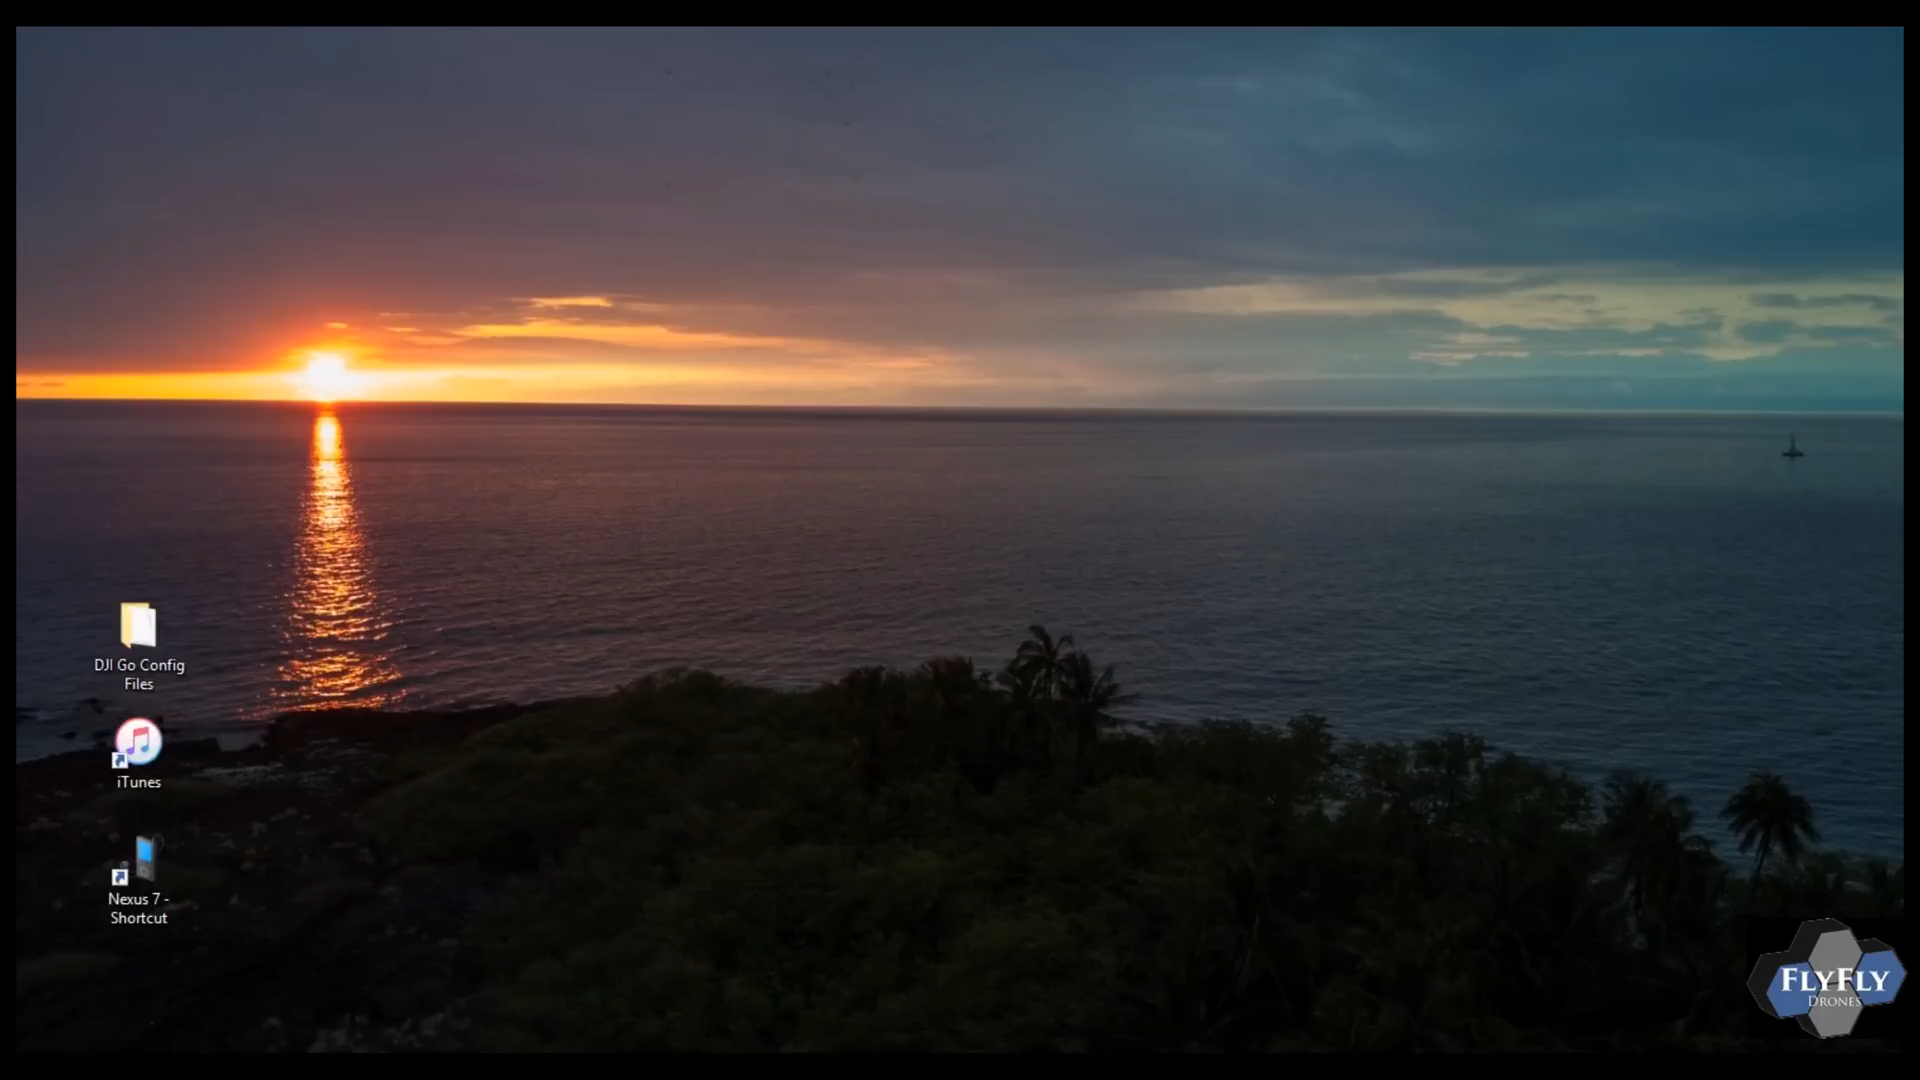 DJI Go Config
Files
iTunes
Nexus 7 -
Shortcut
FLYFLY
DRONES